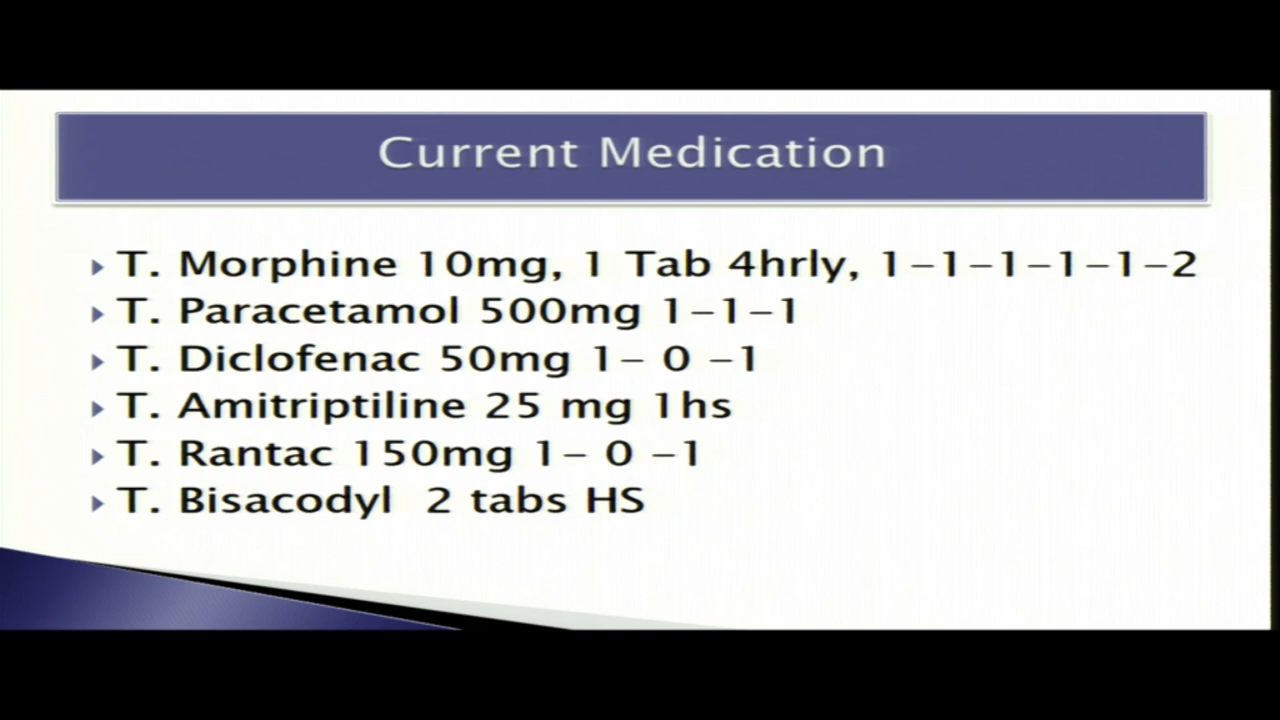 Current Medication
T. Morphine 10mg, 1 Tab 4hrly, 1-1-1-1-1-2
T. Paracetamol 500mg 1-1-1
T. Diclofenac 50mg 1- 0 -1
T. Amitriptiline 25 mg 1hs
T. Rantac 150mg 1- 0 -1
T. Bisacodyl 2 tabs HS